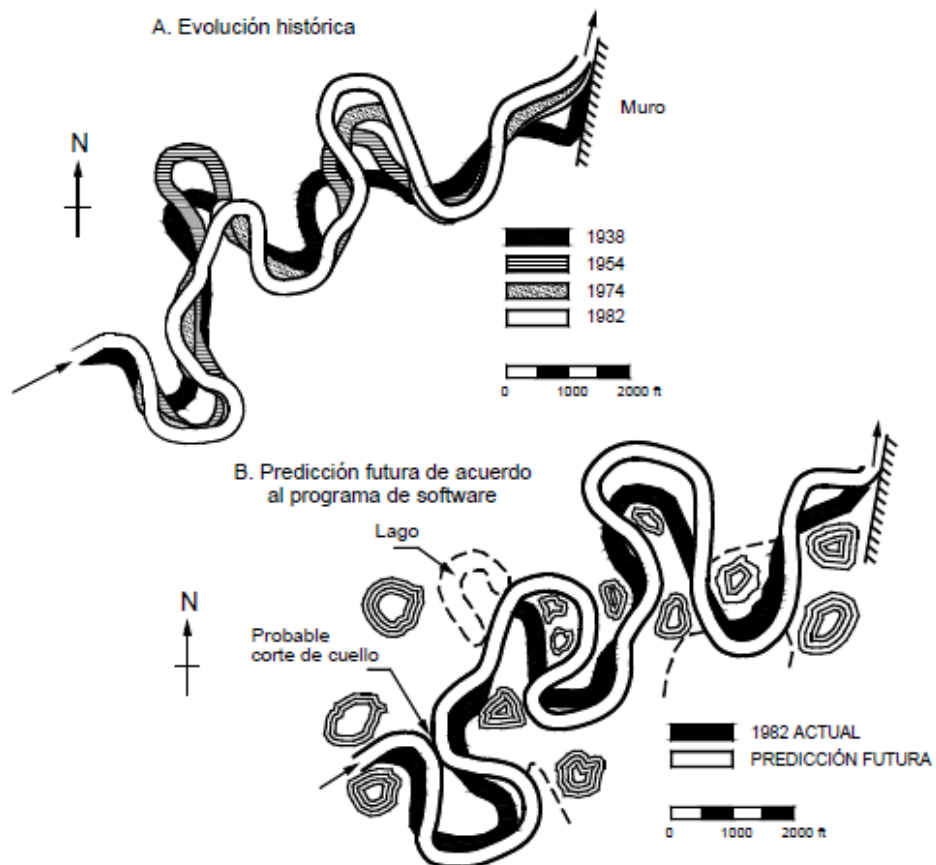 A. Evolución histórica
Muro
N
1938
1954
1974
1982
0 1000 2000 ft
B. Predicción futura de acuerdo
al programa de software
Lago
N
Probable
corte de cuello
1982 ACTUAL
PREDICCIÓN FUTURA
0 1000 2000 ft